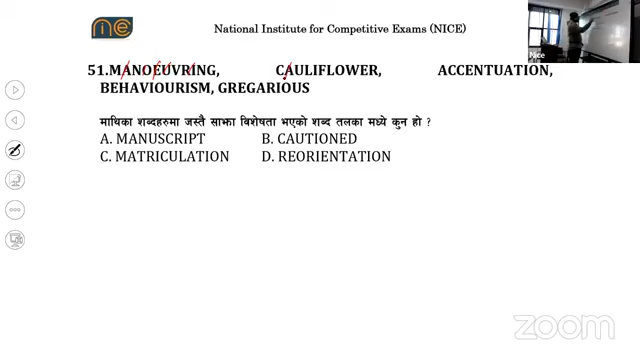 nie
National Institute for Competitive Exams (NICE)
Nice
51.MANOEUVRING, CAULIFLOWER, ACCENTUATION,
BEHAVIOURISM, GREGARIOUS
माथिका शब्दहरुमा जस्तै साझा विशेषता भएको शब्द तलका मध्ये कुन हो ?
A. MANUSCRIPT B. CAUTIONED
C. MATRICULATION D. REORIENTATION
zoom